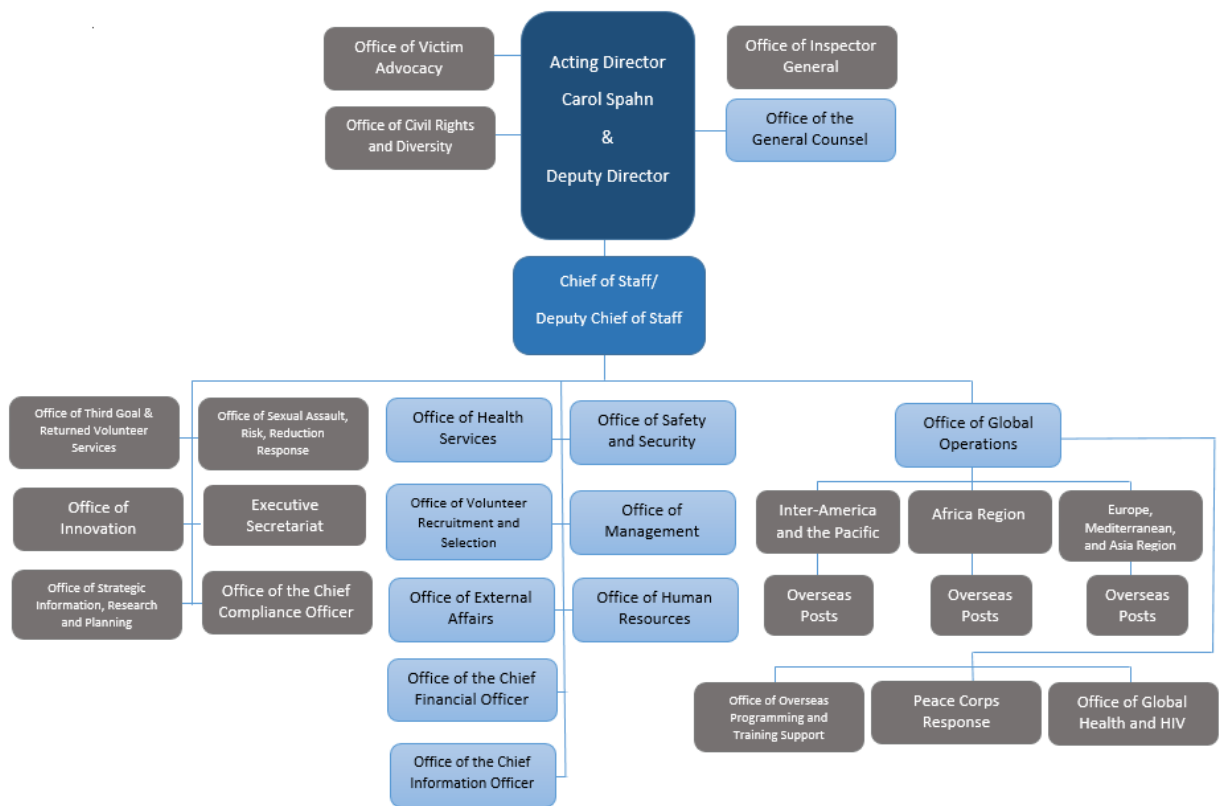 Office of Victim
Advocacy
Office of Civil Rights
and Diversity
Acting Director
Carol Spahn
&
Deputy Director
Office of Inspector
General
Office of the
General Counsel
Chief of Staff/
Deputy Chief of Staff
Office of Third Goal &
Returned Volunteer
Services
Office of Sexual Assault,
Risk, Reduction
Response
Office of
Innovation
Executive
Secretariat
Office of Strategic
Information, Research
and Planning
Office of the Chief
Compliance Officer
Office of Health
Services
Office of Safety
and Security
Office of Volunteer
Recruitment and
Selection
Office of
Management
Office of External
Affairs
Office of Human
Resources
Office of the Chief
Financial Officer
Office of the Chief
Information Officer
Office of Global
Operations
Inter-America
and the Pacific
Africa Region
Europe,
Mediterranean,
and Asia Region
Overseas
Posts
Overseas
Posts
Overseas
Posts
Office of Overseas
Programming and
Training Support
Peace Corps
Response
Office of Global
Health and HIV